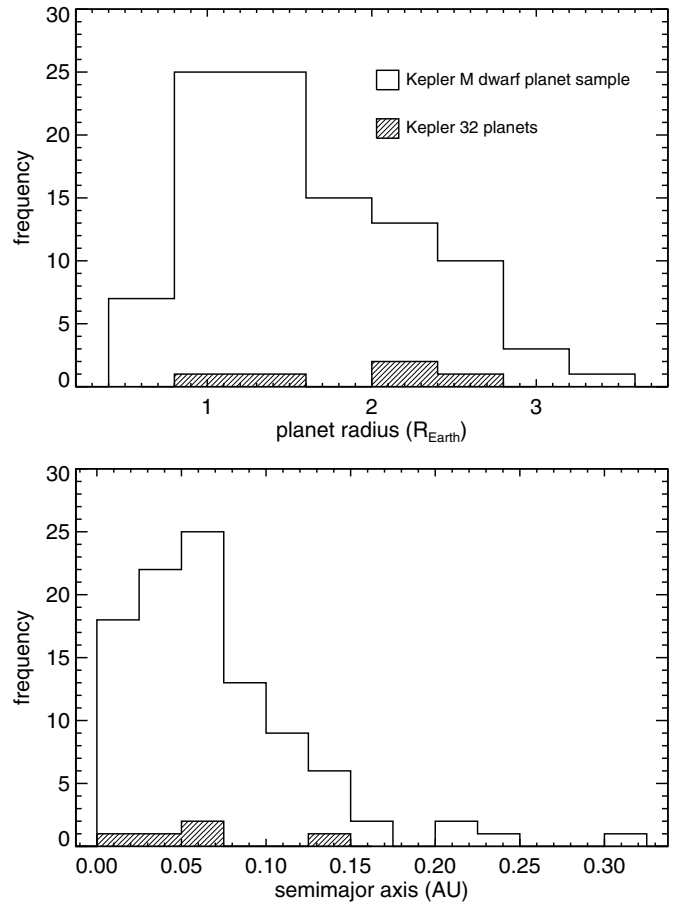 30
25
20
15
10
5
0
frequency
Kepler M dwarf planet sample
Kepler 32 planets
1 2 3
planet radius (R_Earth)
30
25
20
15
10
5
0
frequency
0.00 0.05 0.10 0.15 0.20 0.25 0.30
semimajor axis (AU)